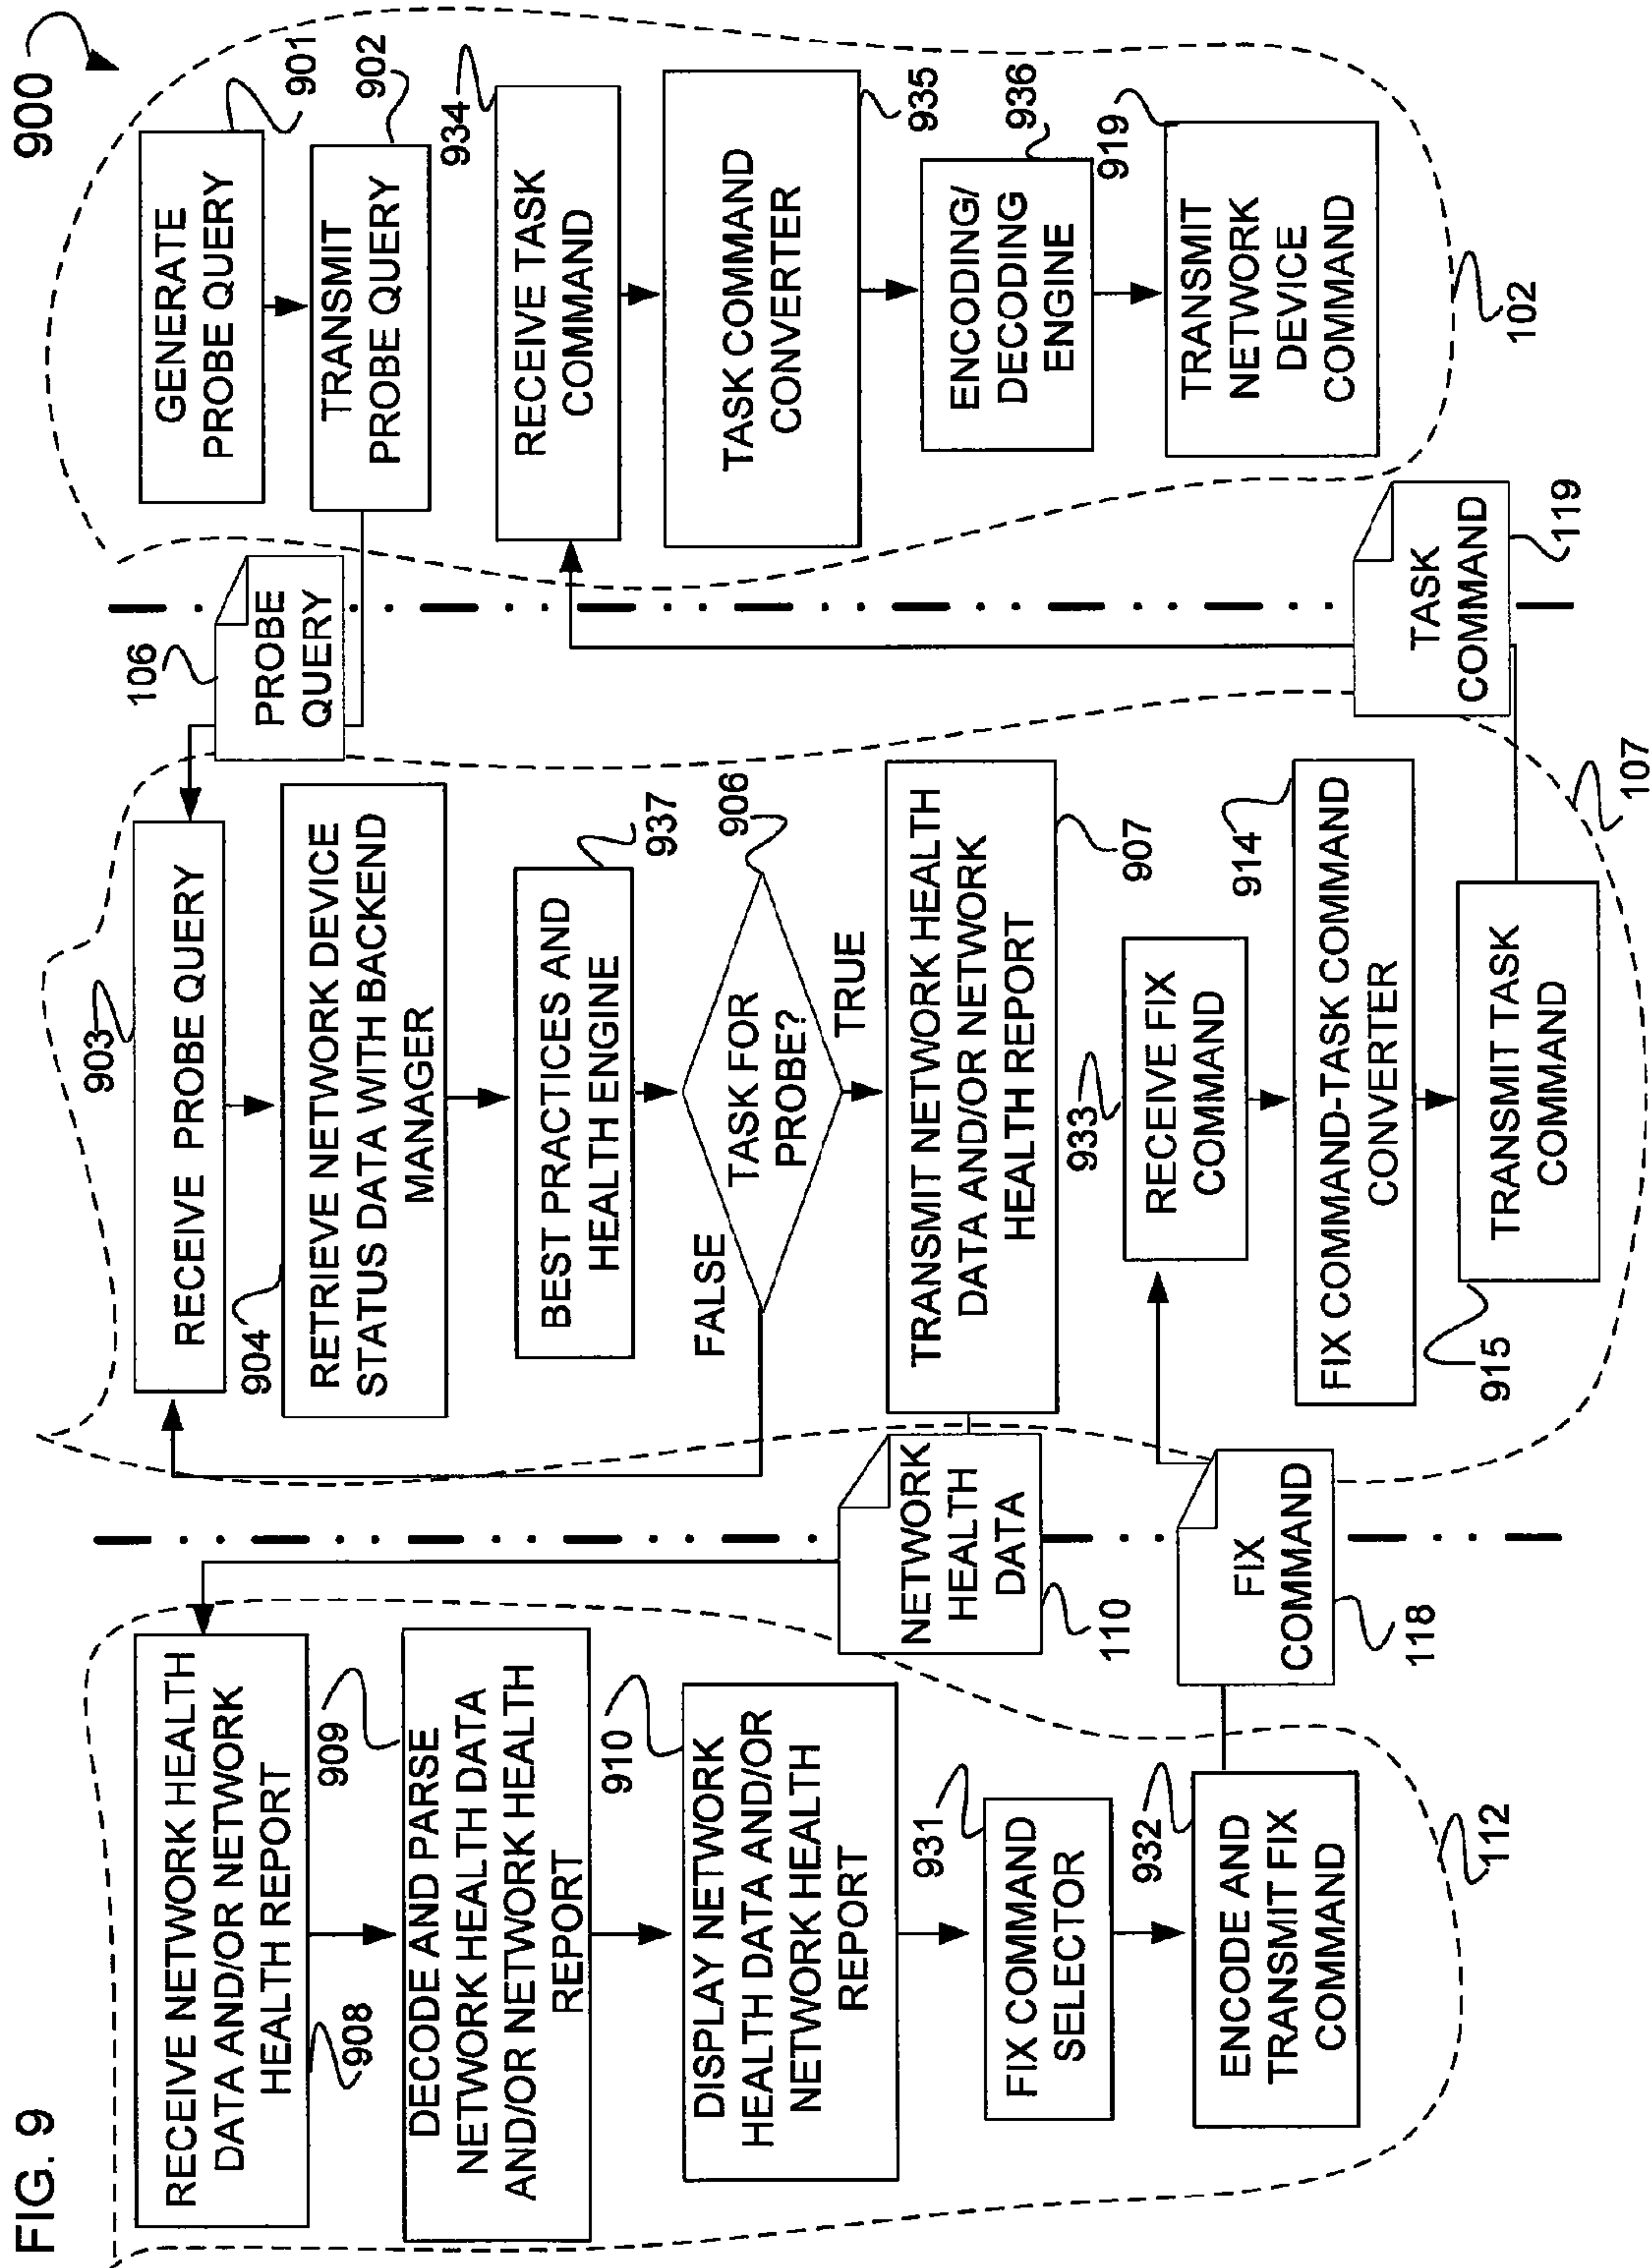 FIG. 9
900
RECEIVE NETWORK HEALTH
DATA AND/OR NETWORK
HEALTH REPORT
908
909
DECODE AND PARSE
NETWORK HEALTH DATA
AND/OR NETWORK HEALTH
REPORT
910
DISPLAY NETWORK
HEALTH DATA AND/OR
NETWORK HEALTH
REPORT
931
FIX COMMAND
SELECTOR
932
ENCODE AND
TRANSMIT FIX
COMMAND
112
NETWORK
HEALTH
DATA
110
FIX
COMMAND
118
903
RECEIVE PROBE QUERY
904
RETRIEVE NETWORK DEVICE
STATUS DATA WITH BACKEND
MANAGER
BEST PRACTICES AND
HEALTH ENGINE
937
906
TASK FOR
PROBE?
FALSE
TRUE
TRANSMIT NETWORK HEALTH
DATA AND/OR NETWORK
HEALTH REPORT
907
933
RECEIVE FIX
COMMAND
914
FIX COMMAND-TASK COMMAND
CONVERTER
915
TRANSMIT TASK
COMMAND
107
106
PROBE
QUERY
TASK
COMMAND
119
GENERATE
PROBE QUERY
901
TRANSMIT
PROBE QUERY
902
934
RECEIVE TASK
COMMAND
TASK COMMAND
CONVERTER
935
ENCODING/
DECODING
ENGINE
936
919
TRANSMIT
NETWORK
DEVICE
COMMAND
102